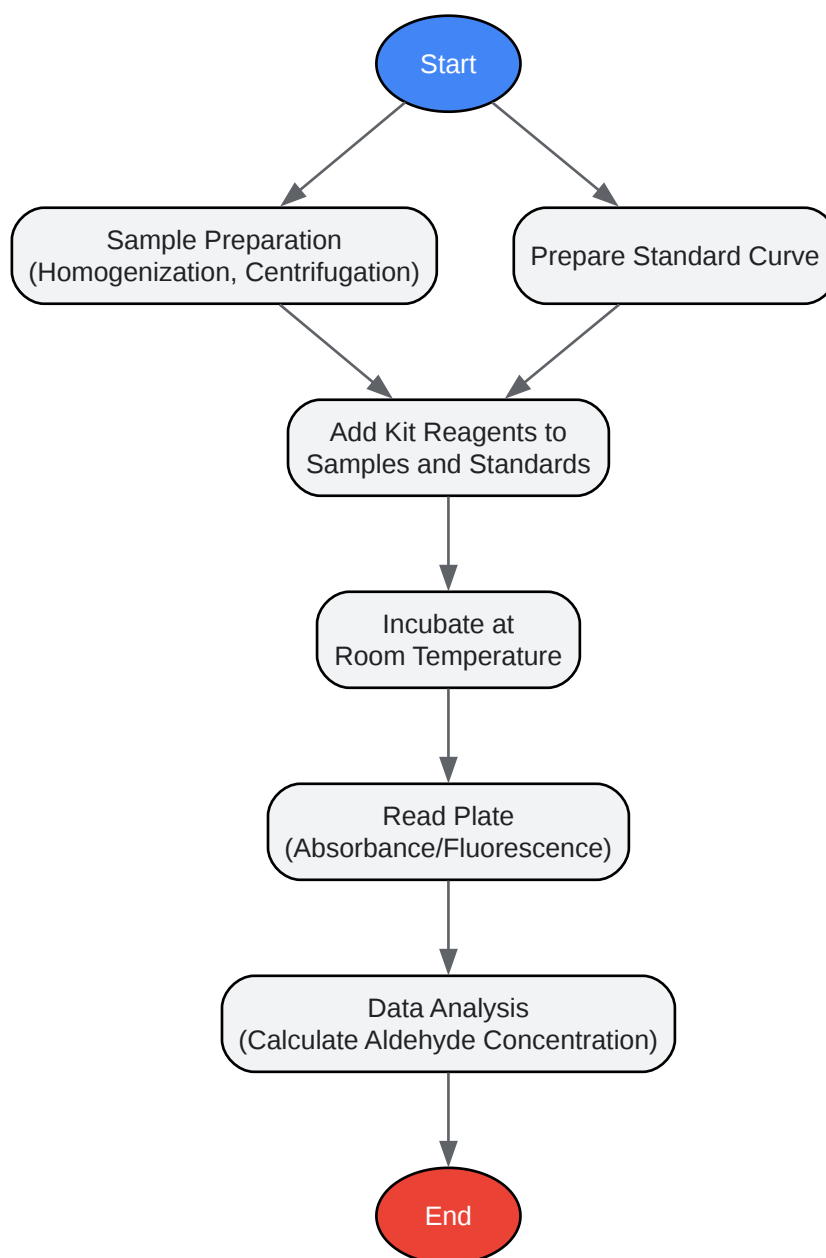 Start
Sample Preparation
(Homogenization, Centrifugation)
Prepare Standard Curve
Add Kit Reagents to
Samples and Standards
Incubate at
Room Temperature
Read Plate
(Absorbance/Fluorescence)
Data Analysis
(Calculate Aldehyde Concentration)
End